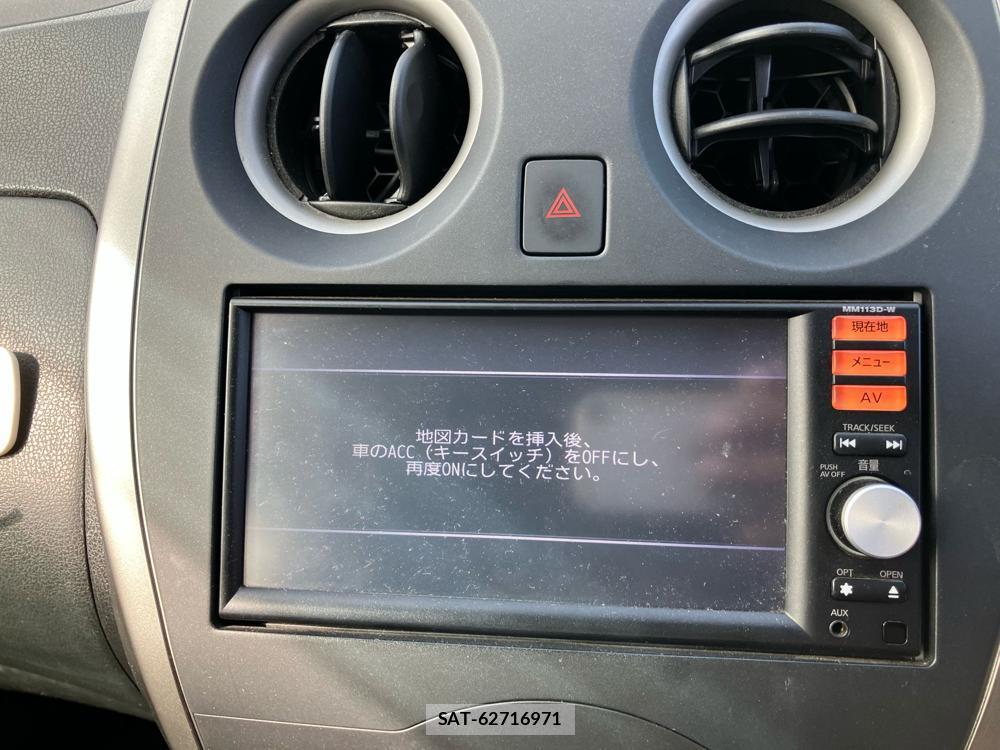 MM113D-W
現在地
メニュー
AV
TRACK/SEEK
地図カードを挿入後、
車のACC（キースイッチ）をOFFにし、
再度ONにしてください。
PUSH
AV OFF
音量
OPT
OPEN
AUX
SAT-62716971